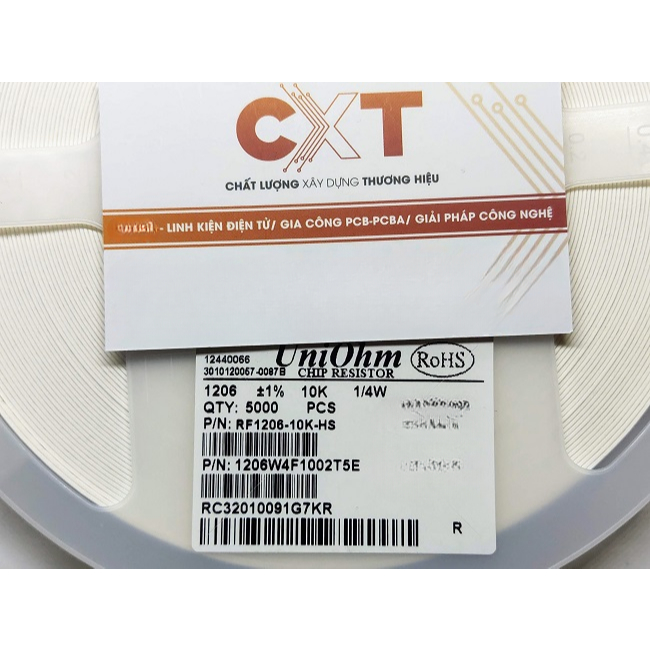 CXT
CHẤT LƯỢNG XÂY DỰNG THƯƠNG HIỆU
- LINH KIỆN ĐIỆN TỬ/ GIA CÔNG PCB-PCBA/ GIẢI PHÁP CÔNG NGHỆ
12440066
3010120067-0087B
UniOhm
RoHS
CHIP RESISTOR
1206 ±1% 10K 1/4W
QTY: 5000 PCS
P/N: RF1206-10K-HS
P/N: 1206W4F1002T5E
RC32010091G7KR
R